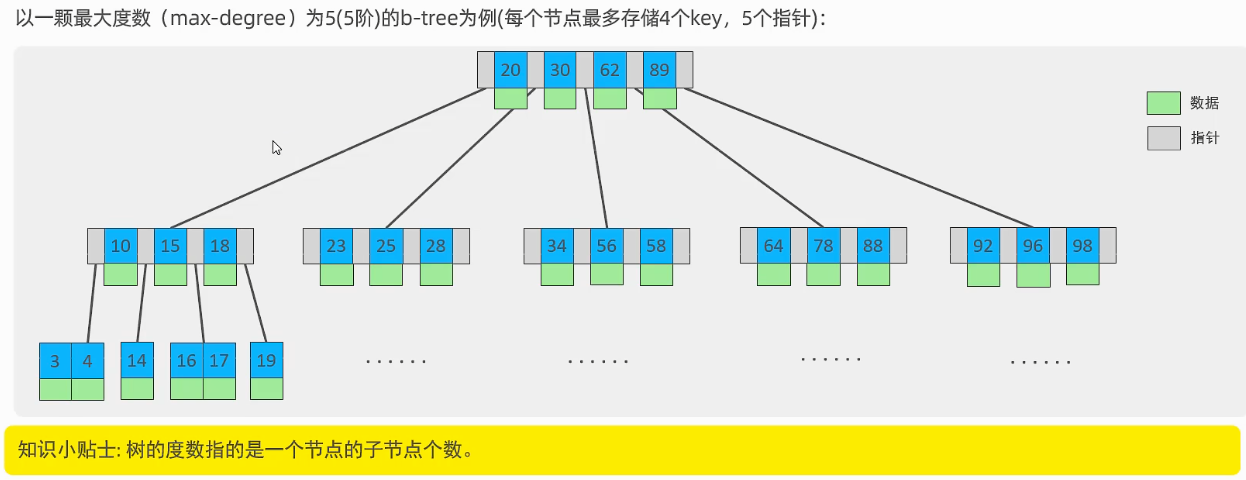 以一颗最大度数（max-degree）为5(5阶)的b-tree为例(每个节点最多存储4个key，5个指针)：
20 30 62 89
数据
指针
10 15 18 23 25 28 34 56 58 64 78 88 92 96 98
3 4 14 16 17 19 ······ ······ ······ ······
知识小贴士: 树的度数指的是一个节点的子节点个数。